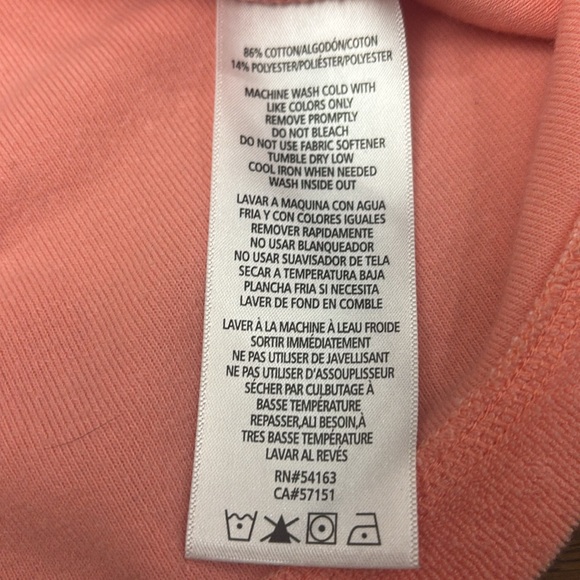 86% COTTON/ALGODÓN/COTON
14% POLYESTER/POLIÉSTER/POLYESTER
MACHINE WASH COLD WITH
LIKE COLORS ONLY
REMOVE PROMPTLY
DO NOT BLEACH
DO NOT USE FABRIC SOFTENER
TUMBLE DRY LOW
COOL IRON WHEN NEEDED
WASH INSIDE OUT
LAVAR A MAQUINA CON AGUA
FRIA Y CON COLORES IGUALES
REMOVER RAPIDAMENTE
NO USAR BLANQUEADOR
NO USAR SUAVISADOR DE TELA
SECAR A TEMPERATURA BAJA
PLANCHA FRIA SI NECESITA
LAVER DE FOND EN COMBLE
LAVER À LA MACHINE À LEAU FROIDE
SORTIR IMMÉDIATEMENT
NE PAS UTILISER DE JAVELLISANT
NE PAS UTILISER D'ASSOUPLISSEUR
SÉCHER PAR CULBUTAGE À
BASSE TEMPÉRATURE
REPASSER,ALI BESOIN,À
TRES BASSE TEMPÉRATURE
LAVAR AL REVÉS
RN#54163
CA#57151